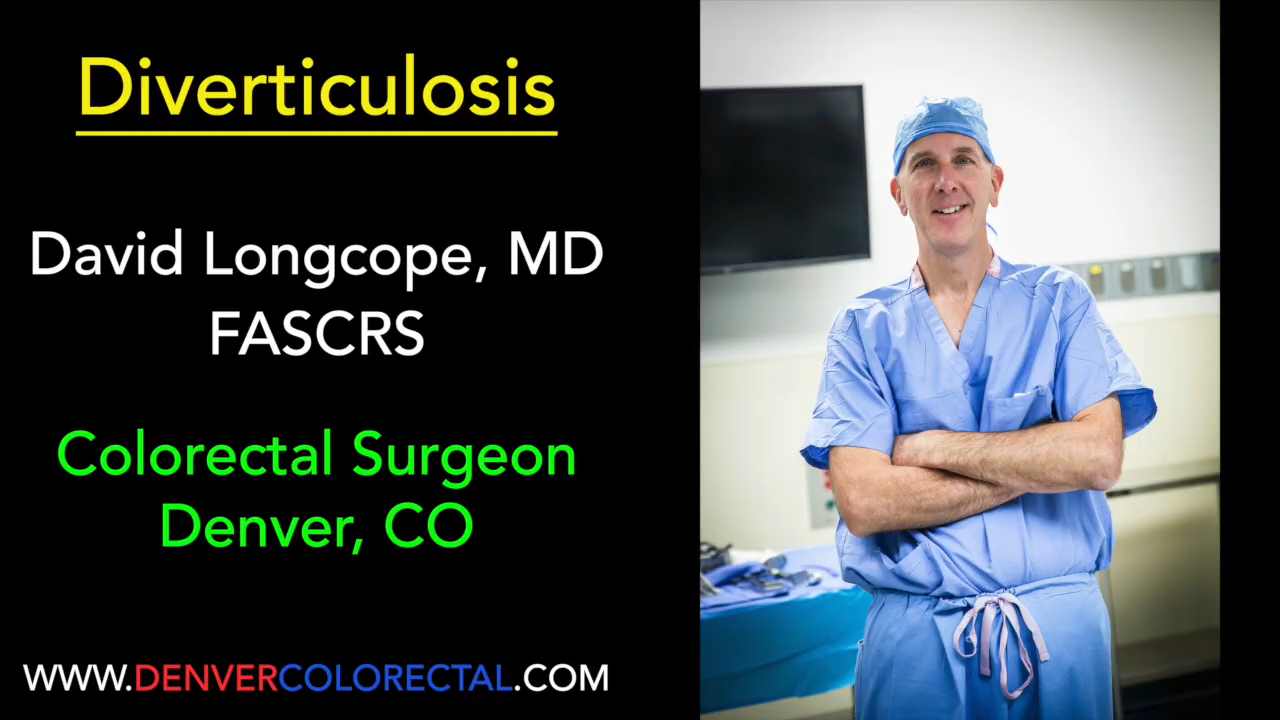 Diverticulosis
David Longcope, MD
FASCRS
Colorectal Surgeon
Denver, CO
WWW.DENVERCOLORECTAL.COM